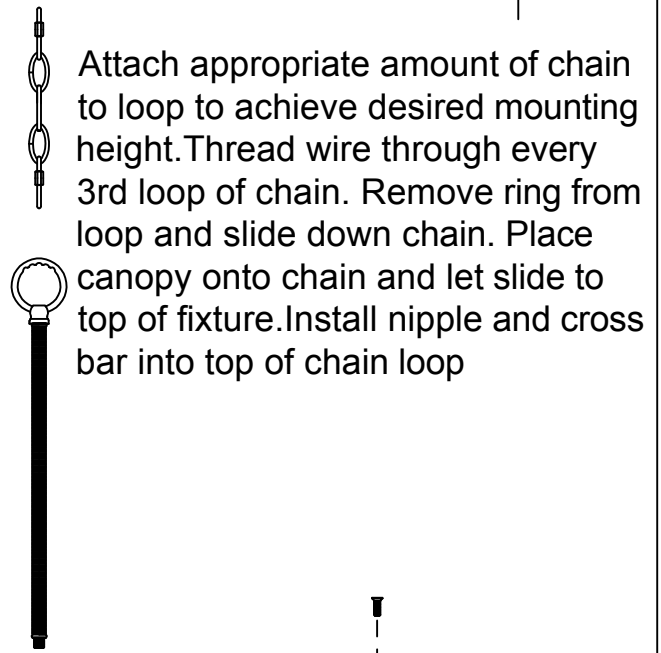 Attach appropriate amount of chain
to loop to achieve desired mounting
height.Thread wire through every
3rd loop of chain. Remove ring from
loop and slide down chain. Place
canopy onto chain and let slide to
top of fixture.Install nipple and cross
bar into top of chain loop